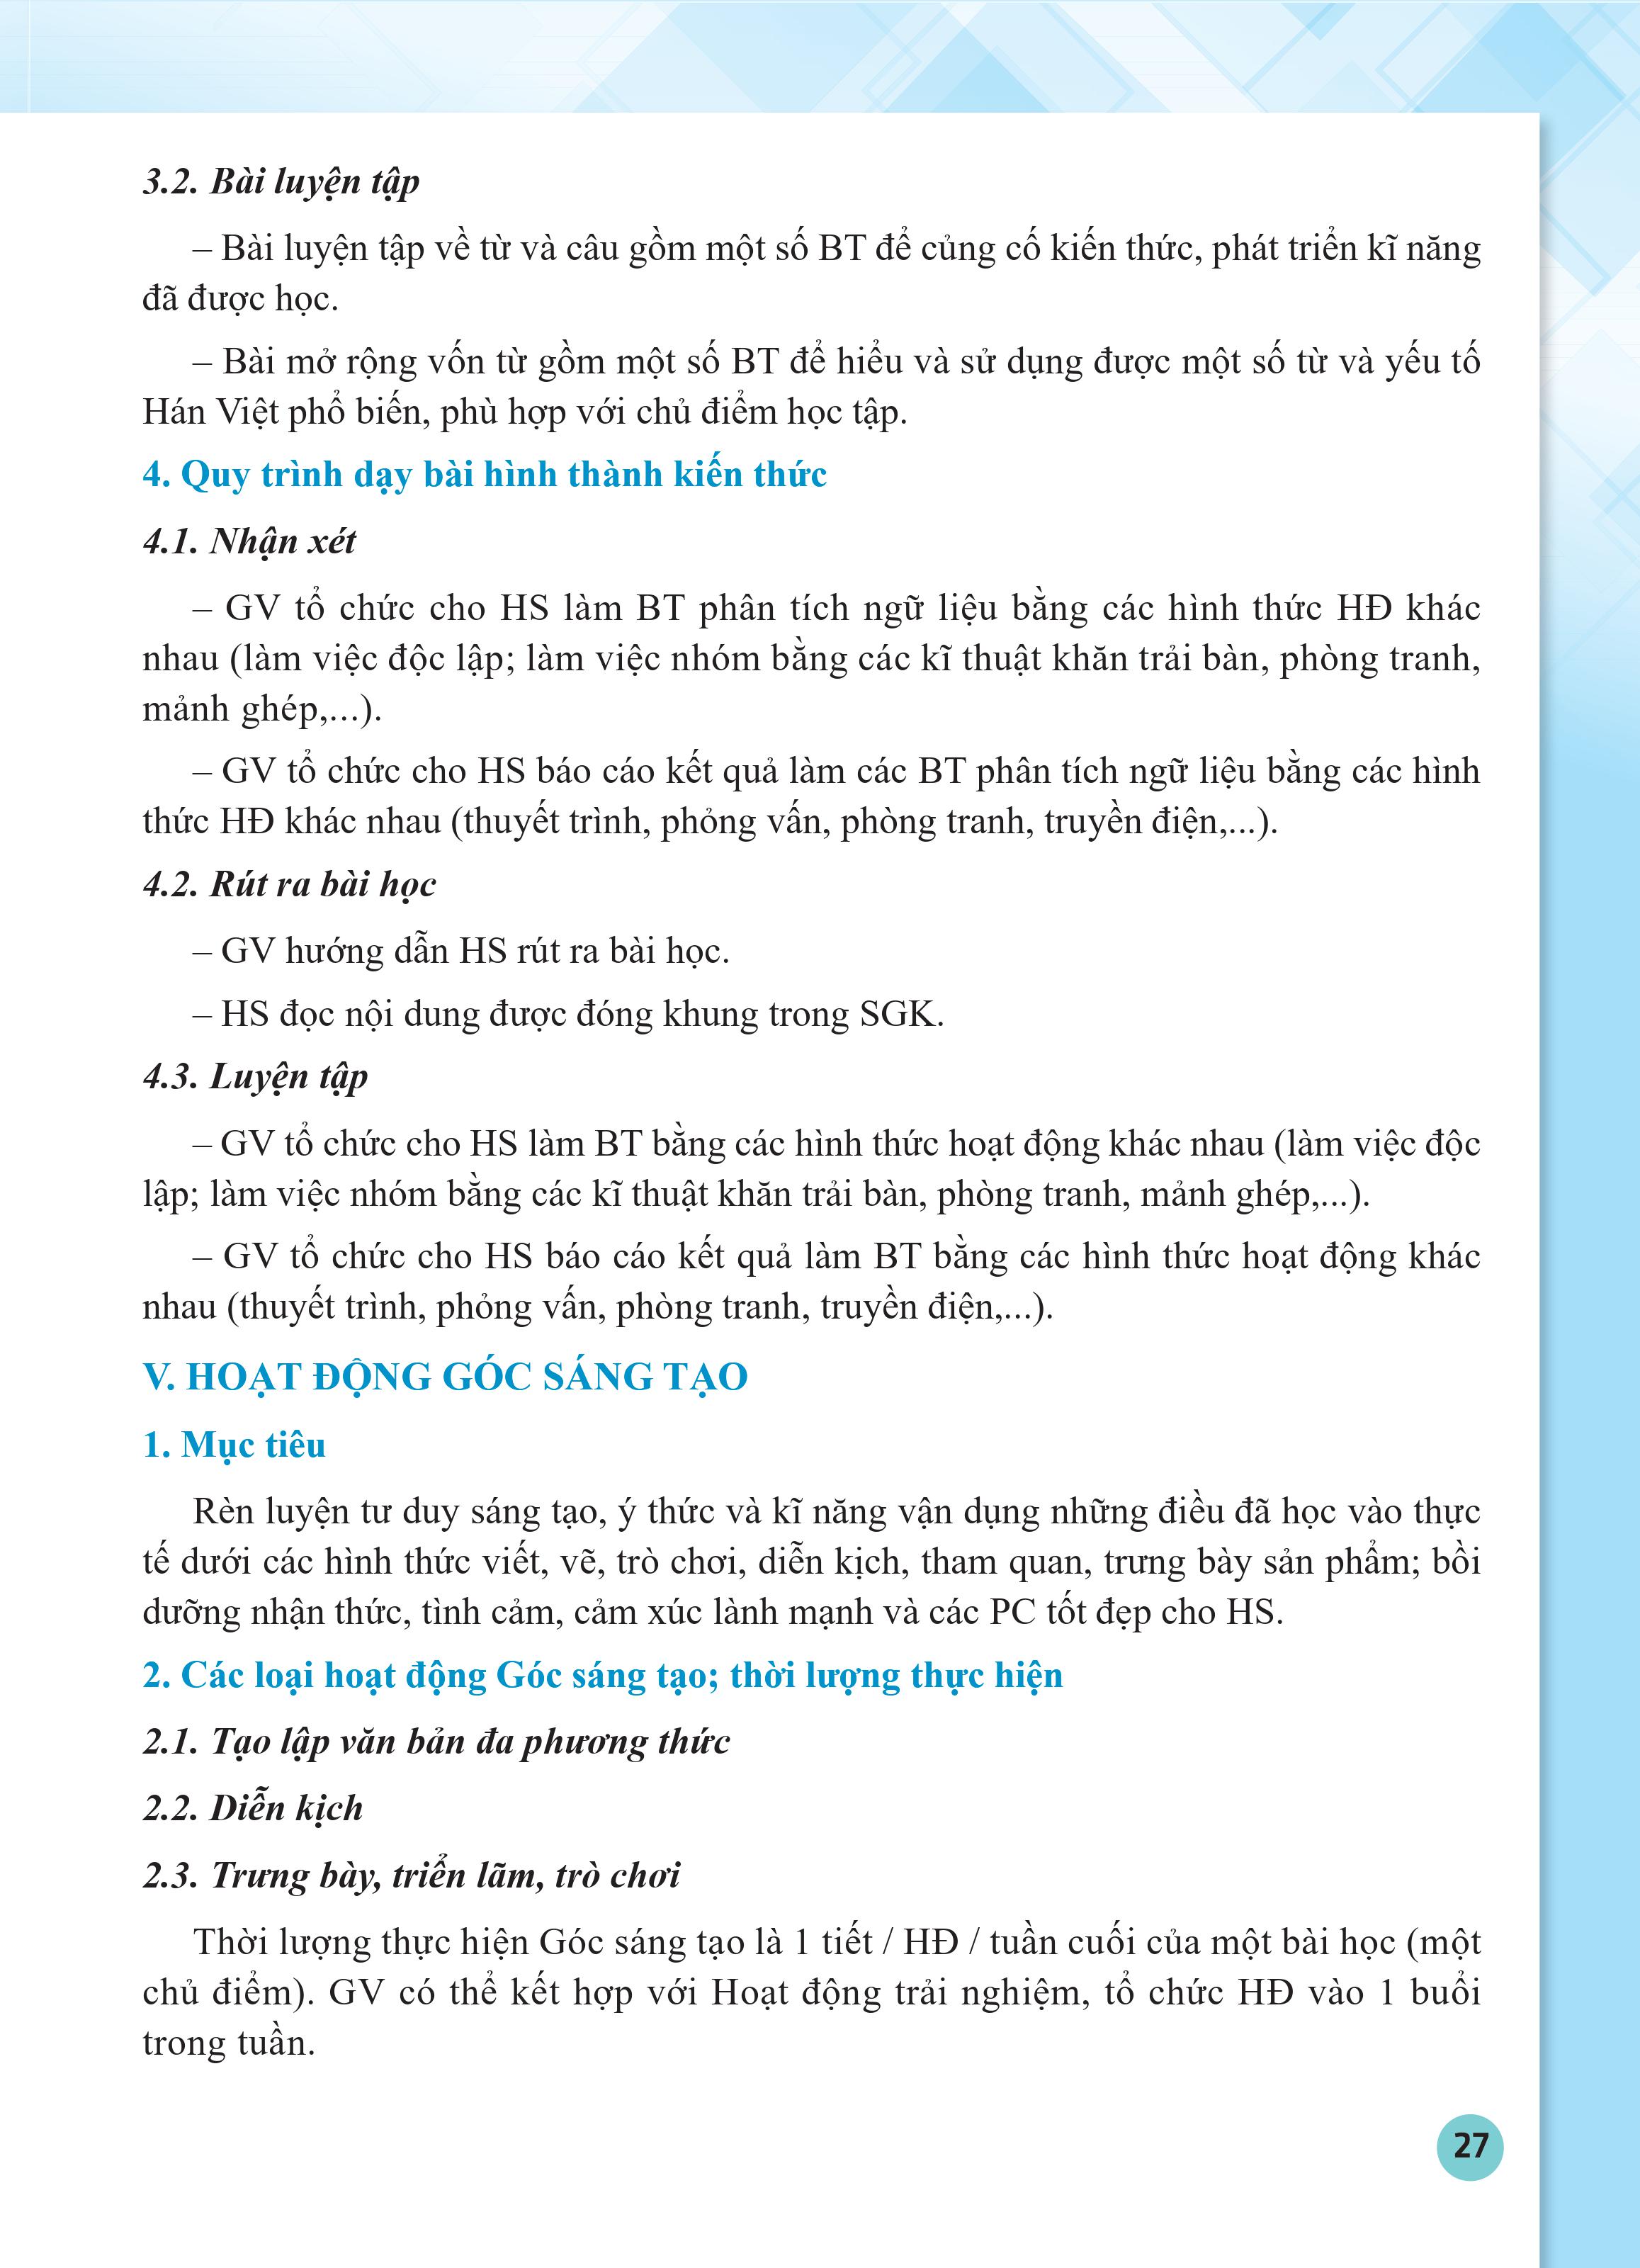 3.2. Bài luyện tập
– Bài luyện tập về từ và câu gồm một số BT để củng cố kiến thức, phát triển kĩ năng
đã được học.
– Bài mở rộng vốn từ gồm một số BT để hiểu và sử dụng được một số từ và yếu tố
Hán Việt phổ biến, phù hợp với chủ điểm học tập.
4. Quy trình dạy bài hình thành kiến thức
4.1. Nhận xét
– GV tổ chức cho HS làm BT phân tích ngữ liệu bằng các hình thức HĐ khác
nhau (làm việc độc lập; làm việc nhóm bằng các kĩ thuật khăn trải bàn, phòng tranh,
mảnh ghép,...).
– GV tổ chức cho HS báo cáo kết quả làm các BT phân tích ngữ liệu bằng các hình
thức HĐ khác nhau (thuyết trình, phỏng vấn, phòng tranh, truyền điện,...).
4.2. Rút ra bài học
– GV hướng dẫn HS rút ra bài học.
– HS đọc nội dung được đóng khung trong SGK.
4.3. Luyện tập
– GV tổ chức cho HS làm BT bằng các hình thức hoạt động khác nhau (làm việc độc
lập; làm việc nhóm bằng các kĩ thuật khăn trải bàn, phòng tranh, mảnh ghép,...).
– GV tổ chức cho HS báo cáo kết quả làm BT bằng các hình thức hoạt động khác
nhau (thuyết trình, phỏng vấn, phòng tranh, truyền điện,...).
V. HOẠT ĐỘNG GÓC SÁNG TẠO
1. Mục tiêu
Rèn luyện tư duy sáng tạo, ý thức và kĩ năng vận dụng những điều đã học vào thực
tế dưới các hình thức viết, vẽ, trò chơi, diễn kịch, tham quan, trưng bày sản phẩm; bồi
dưỡng nhận thức, tình cảm, cảm xúc lành mạnh và các PC tốt đẹp cho HS.
2. Các loại hoạt động Góc sáng tạo; thời lượng thực hiện
2.1. Tạo lập văn bản đa phương thức
2.2. Diễn kịch
2.3. Trưng bày, triển lãm, trò chơi
Thời lượng thực hiện Góc sáng tạo là 1 tiết / HĐ / tuần cuối của một bài học (một
chủ điểm). GV có thể kết hợp với Hoạt động trải nghiệm, tổ chức HĐ vào 1 buổi
trong tuần.
27